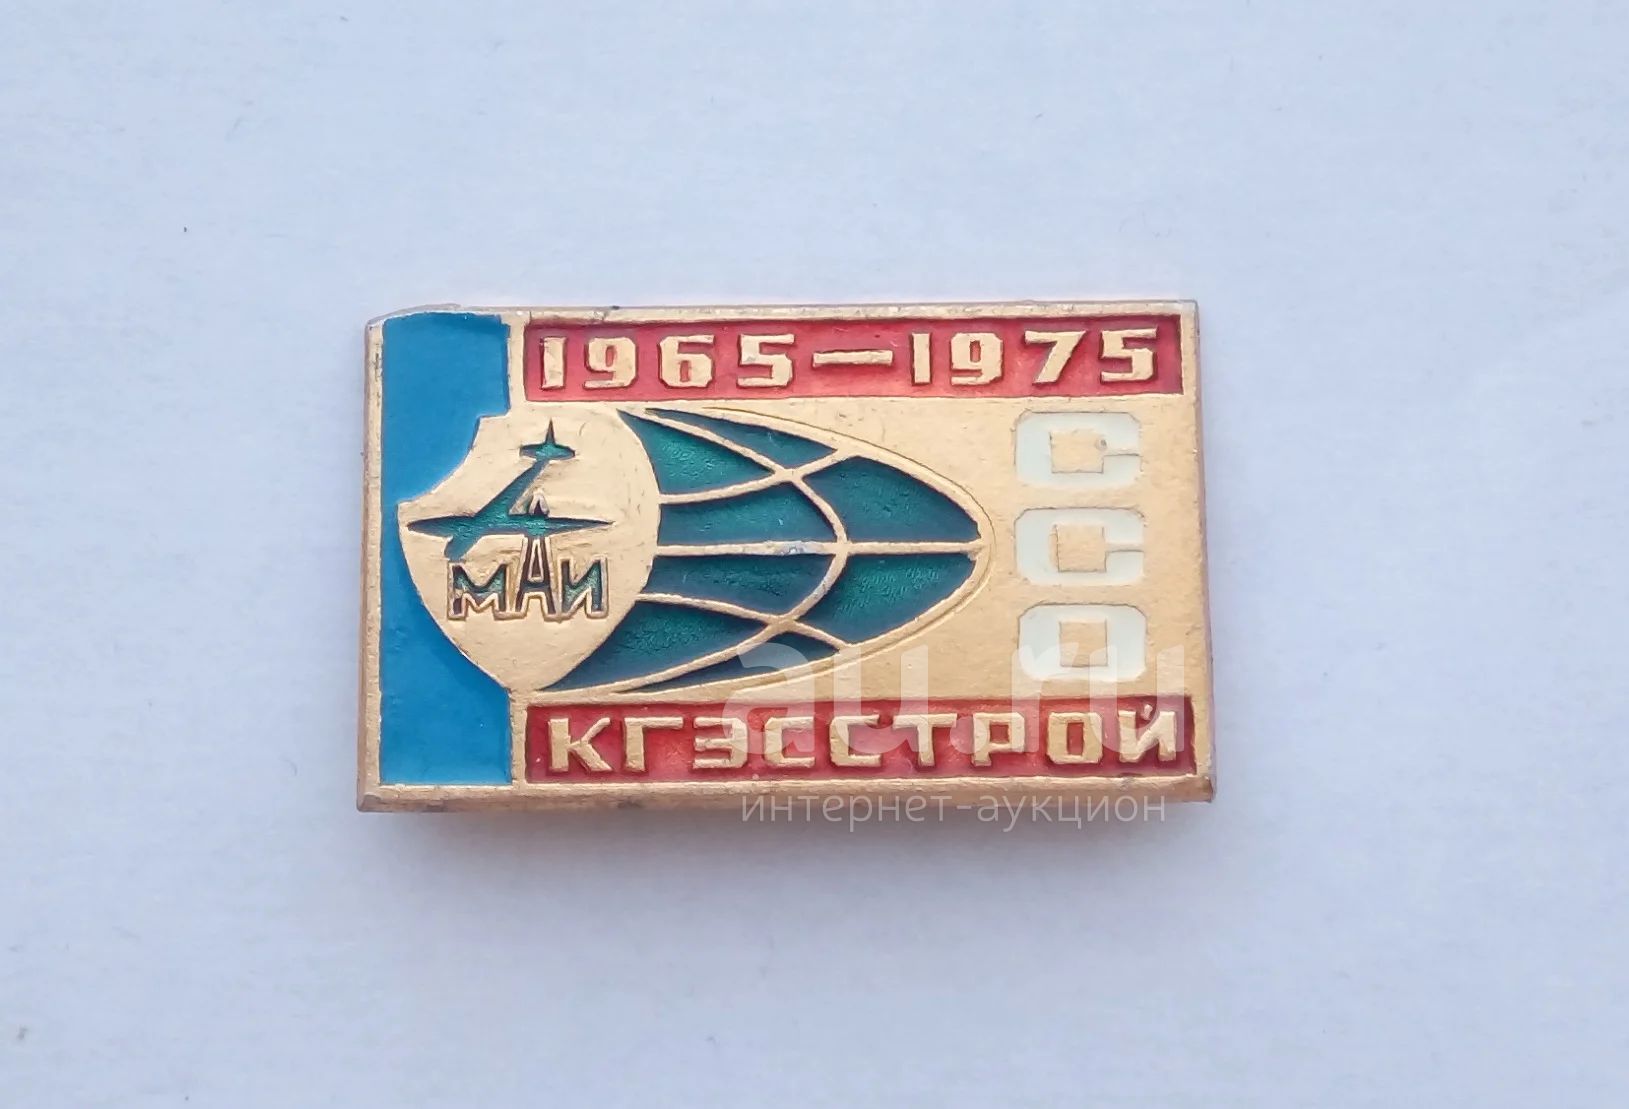 1965—1975
МАИ
ССО
КГЭССТРОЙ
au.ru
интернет-аукцион